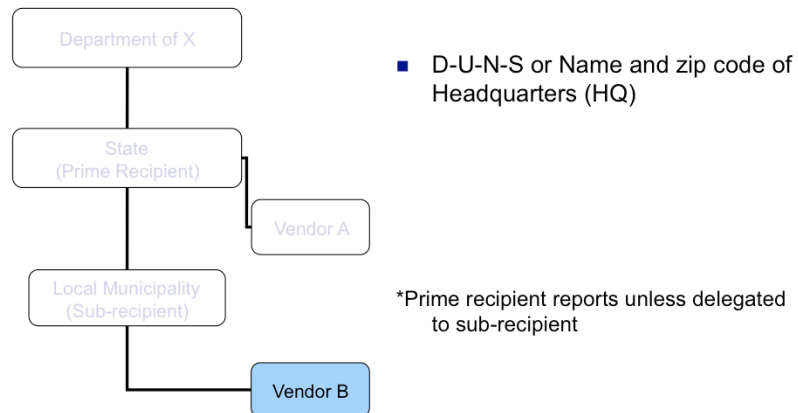 Department of X
State
(Prime Recipient)
Vendor A
Local Municipality
(Sub-recipient)
Vendor B
D-U-N-S or Name and zip code of
Headquarters (HQ)
*Prime recipient reports unless delegated
to sub-recipient